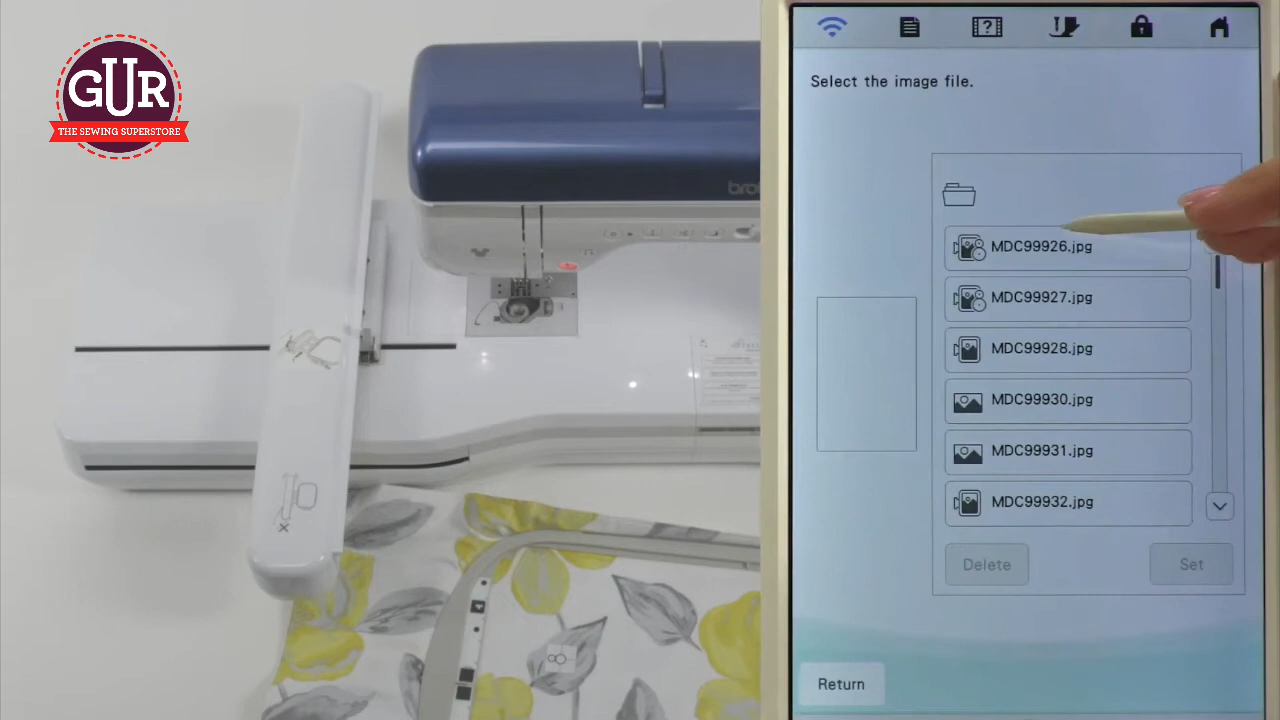 GUR
THE SEWING SUPERSTORE
bro
Select the image file.
MDC99926.jpg
MDC99927.jpg
MDC99928.jpg
MDC99930.jpg
MDC99931.jpg
MDC99932.jpg
Delete
Set
Return